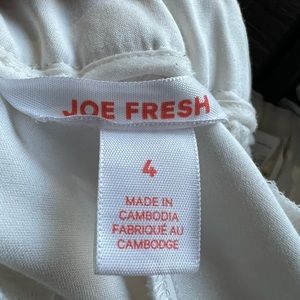 JOE FRESH
4
MADE IN
CAMBODIA
FABRIQUÉ AU
CAMBODGE